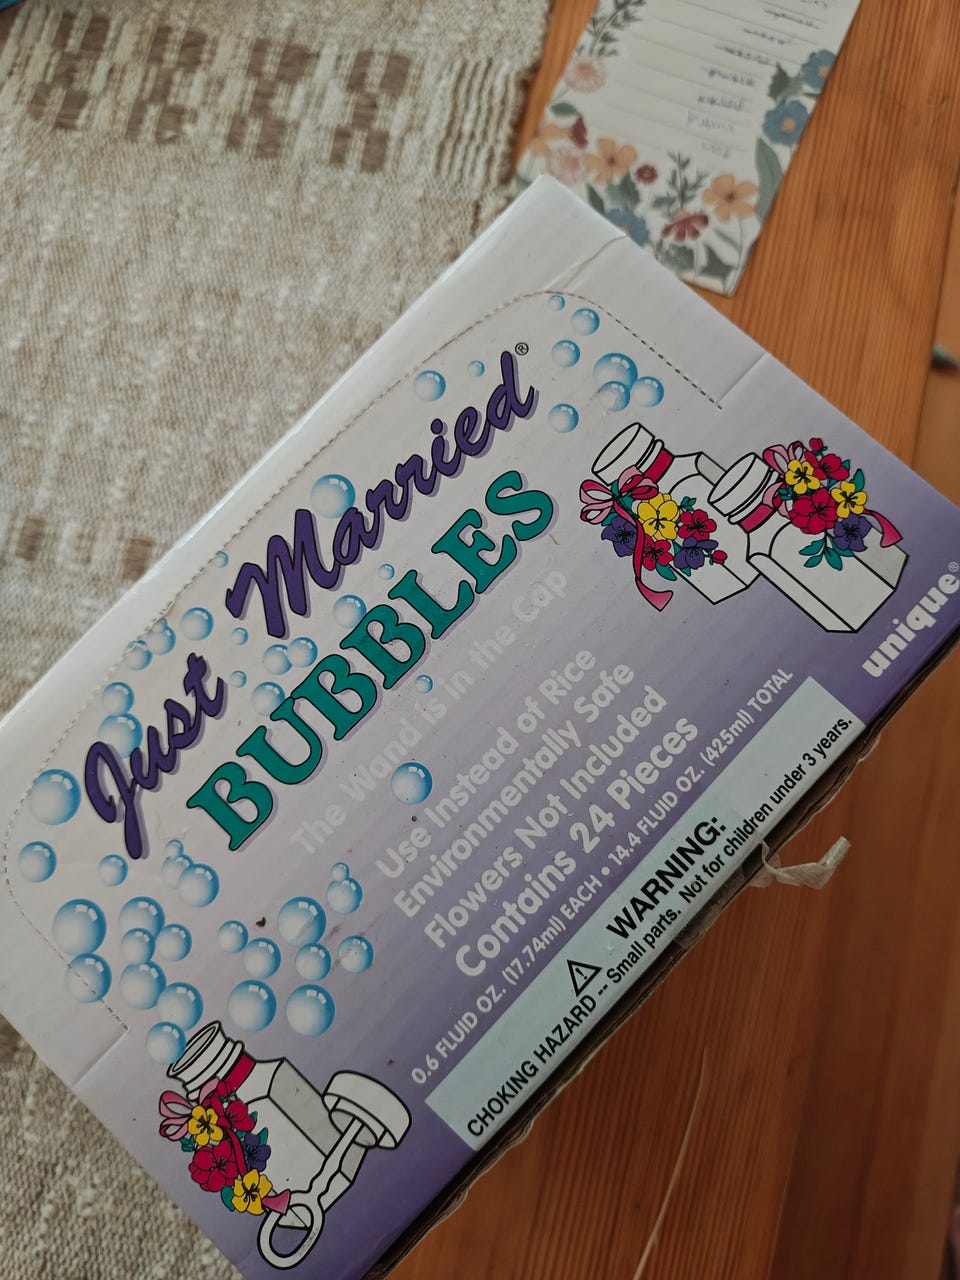 Just Married®
BUBBLES
The Wand is in the Cap
Use Instead of Rice
Environmentally Safe
Flowers Not Included
Contains 24 Pieces
0.6 FLUID OZ. (17.74ml) EACH • 14.4 FLUID OZ. (425ml) TOTAL
WARNING:
CHOKING HAZARD -- Small parts. Not for children under 3 years.
unique®